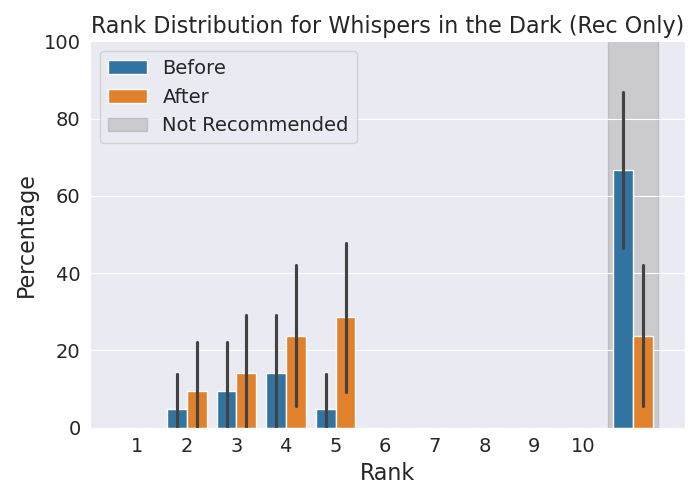 Rank Distribution for Whispers in the Dark (Rec Only)
100
80
60
40
20
0
Percentage
Before
After
Not Recommended
1 2 3 4 5 6 7 8 9 10
Rank